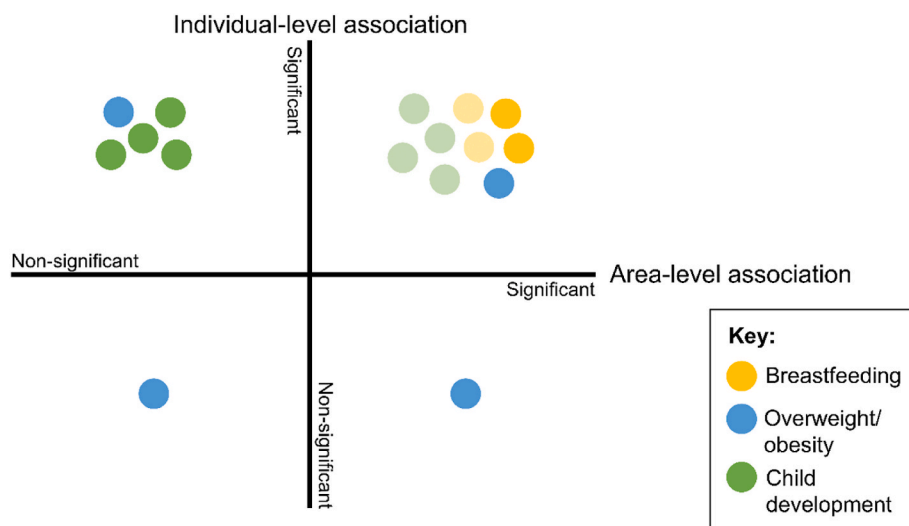 Individual-level association
Significant
Non-significant
Area-level association
Significant
Non-significant
Key:
Breastfeeding
Overweight/
obesity
Child
development